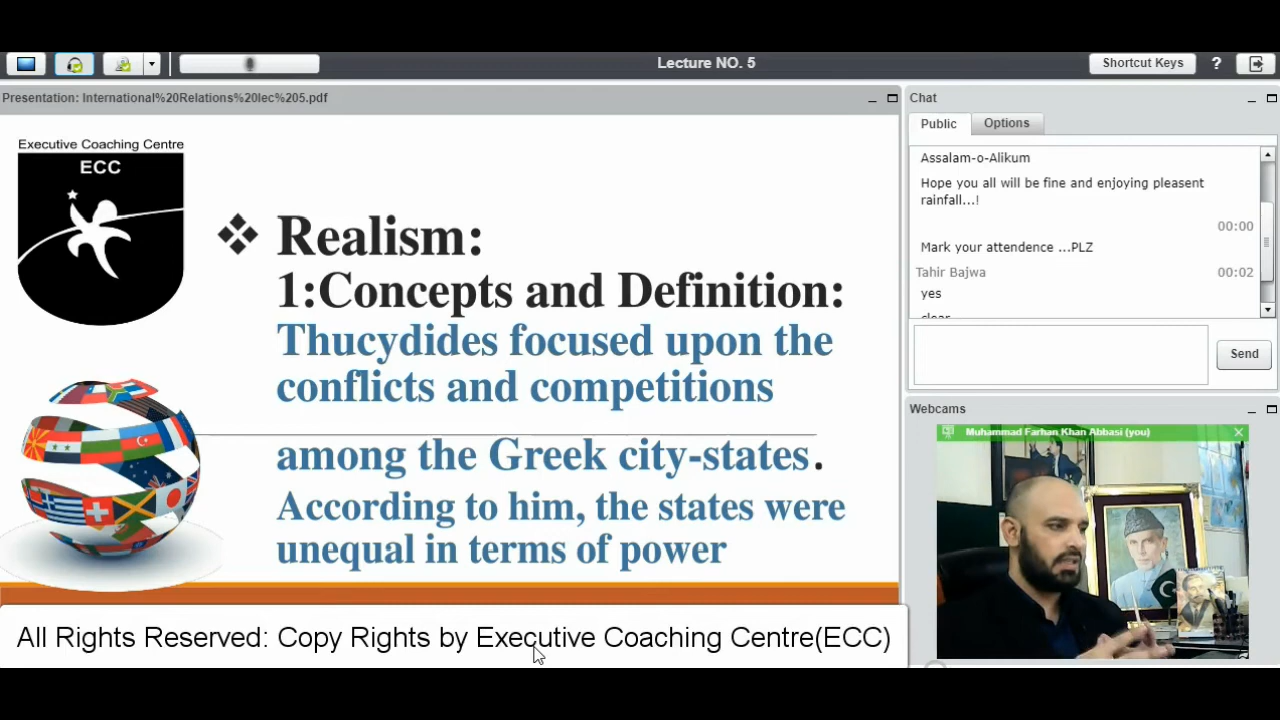 Lecture NO. 5
Shortcut Keys
?
Presentation: International%20Relations%20lec%205.pdf
Executive Coaching Centre
ECC
❖ Realism:
1:Concepts and Definition:
Thucydides focused upon the
conflicts and competitions
among the Greek city-states.
According to him, the states were
unequal in terms of power
All Rights Reserved: Copy Rights by Executive Coaching Centre(ECC)
Chat
Public
Options
Assalam-o-Alikum
Hope you all will be fine and enjoying pleasent
rainfall...!
00:00
Mark your attendence ...PLZ
Tahir Bajwa 00:02
yes
clear
Send
Webcams
Muhammad Farhan Khan Abbasi (you)